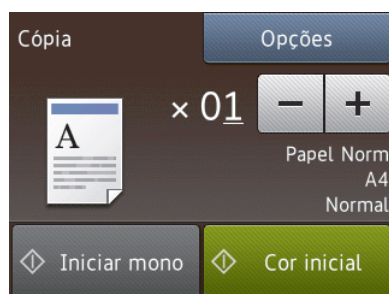 Cópia
Opções
× 01
− +
A
Papel Norm
A4
Normal
Iniciar mono
Cor inicial